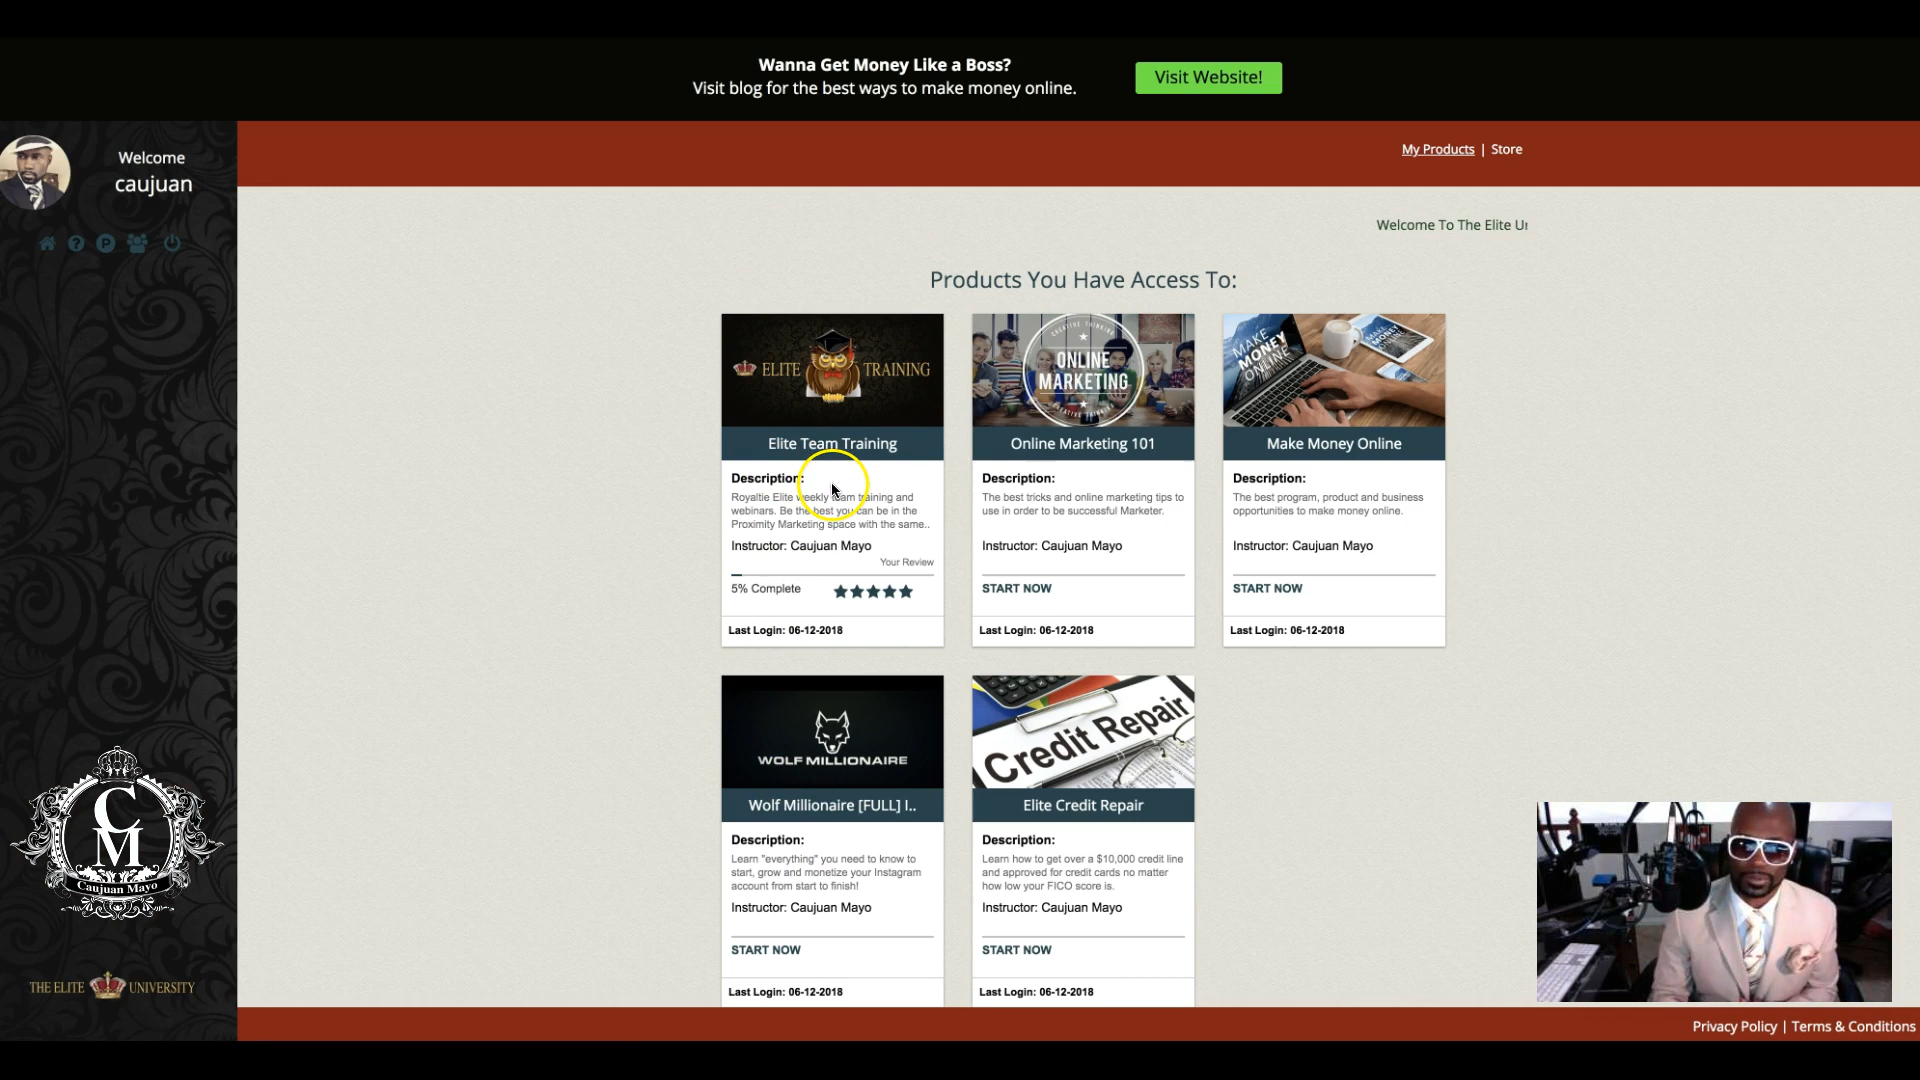 Wanna Get Money Like a Boss?
Visit blog for the best ways to make money online.
Visit Website!
Welcome
caujuan
My Products | Store
Welcome To The Elite
Products You Have Access To:
ELITE TRAINING
Elite Team Training
Description:
Royaltie Elite weekly team training and
webinars. Be the best you can be in the
Proximity Marketing space with the same..
Instructor: Caujuan Mayo
Your Review
5% Complete
Last Login: 06-12-2018
CREATIVE THINKING
ONLINE
MARKETING
CREATIVE THINKING
Online Marketing 101
Description:
The best tricks and online marketing tips to
use in order to be successful Marketer.
Instructor: Caujuan Mayo
START NOW
Last Login: 06-12-2018
MAKE
MONEY
ONLINE
MAKE
MONEY
ONLINE
Make Money Online
Description:
The best program, product and business
opportunities to make money online.
Instructor: Caujuan Mayo
START NOW
Last Login: 06-12-2018
WOLF MILLIONAIRE
Wolf Millionaire [FULL] I..
Description:
Learn "everything" you need to know to
start, grow and monetize your Instagram
account from start to finish!
Instructor: Caujuan Mayo
START NOW
Last Login: 06-12-2018
Credit Repair
Elite Credit Repair
Description:
Learn how to get over a $10,000 credit line
and approved for credit cards no matter
how low your FICO score is.
Instructor: Caujuan Mayo
START NOW
Last Login: 06-12-2018
C
M
Caujuan Mayo
THE ELITE UNIVERSITY
Privacy Policy | Terms & Conditions